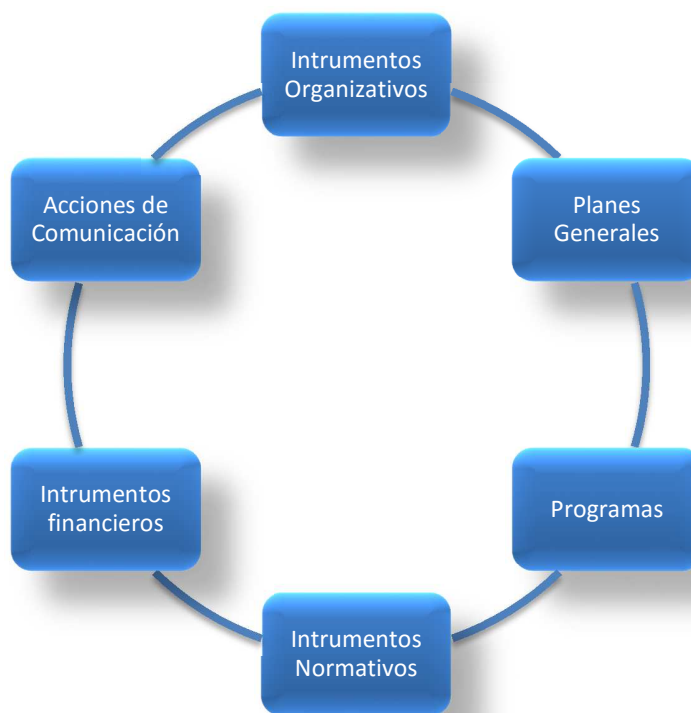 Intrumentos
Organizativos
Planes
Generales
Programas
Intrumentos
Normativos
Intrumentos
financieros
Acciones de
Comunicación